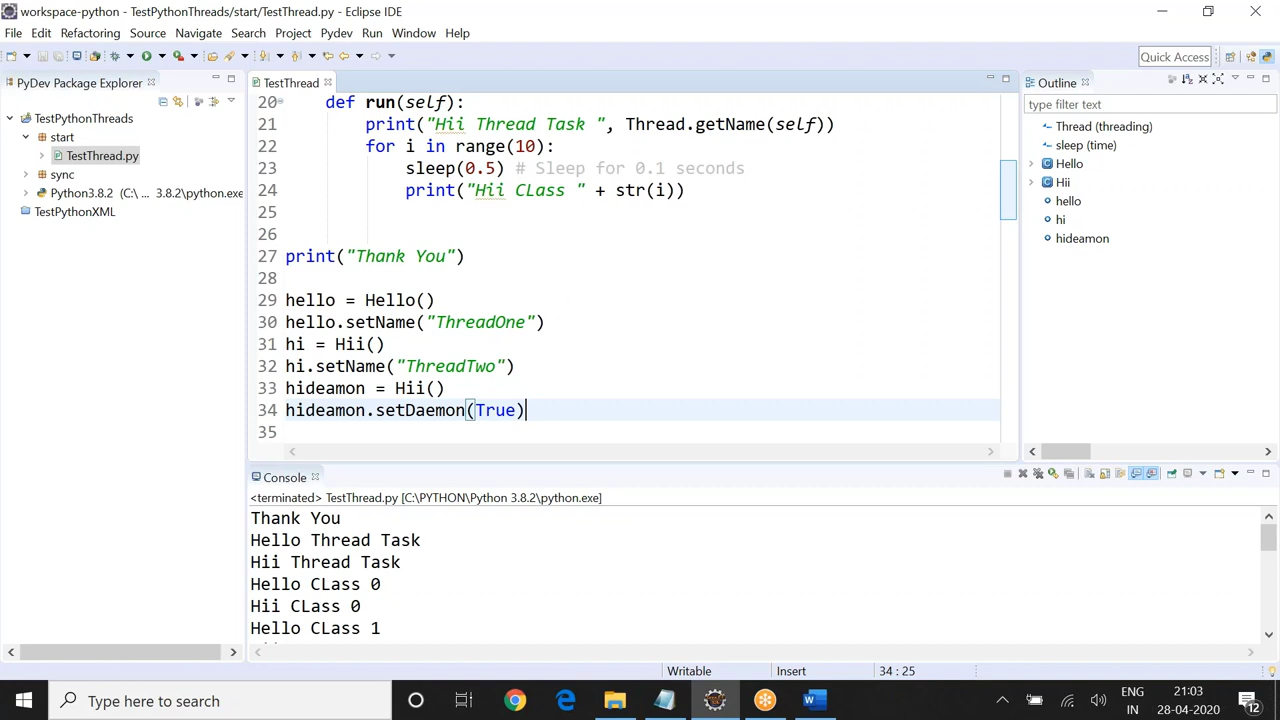 workspace-python - TestPythonThreads/start/TestThread.py - Eclipse IDE
File Edit Refactoring Source Navigate Search Project Pydev Run Window Help
Quick Access
PyDev Package Explorer
TestPythonThreads
start
TestThread.py
sync
Python3.8.2 (C:\ ... 3.8.2\python.exe
TestPythonXML
TestThread
20 def run(self):
21 print("Hii Thread Task ", Thread.getName(self))
22 for i in range(10):
23 sleep(0.5) # Sleep for 0.1 seconds
24 print("Hii CLass " + str(i))
25
26
27 print("Thank You")
28
29 hello = Hello()
30 hello.setName("ThreadOne")
31 hi = Hii()
32 hi.setName("ThreadTwo")
33 hideamon = Hii()
34 hideamon.setDaemon(True)
35
Outline
type filter text
Thread (threading)
sleep (time)
Hello
Hii
hello
hi
hideamon
Console
<terminated> TestThread.py [C:\PYTHON\Python 3.8.2\python.exe]
Thank You
Hello Thread Task
Hii Thread Task
Hello CLass 0
Hii CLass 0
Hello CLass 1
Writable Insert 34 : 25
Type here to search
ENG
IN
21:03
28-04-2020
12